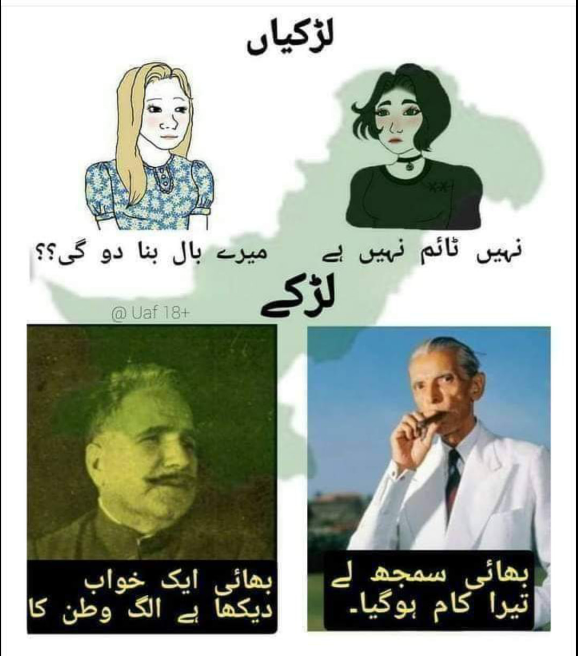 لڑکیاں
میرے بال بنا دو گی؟؟
نہیں ٹائم نہیں ہے
لڑکے
@ Uaf 18+
بھائی ایک خواب
دیکھا ہے الگ وطن کا
بھائی سمجھ لے
تیرا کام ہوگیا۔